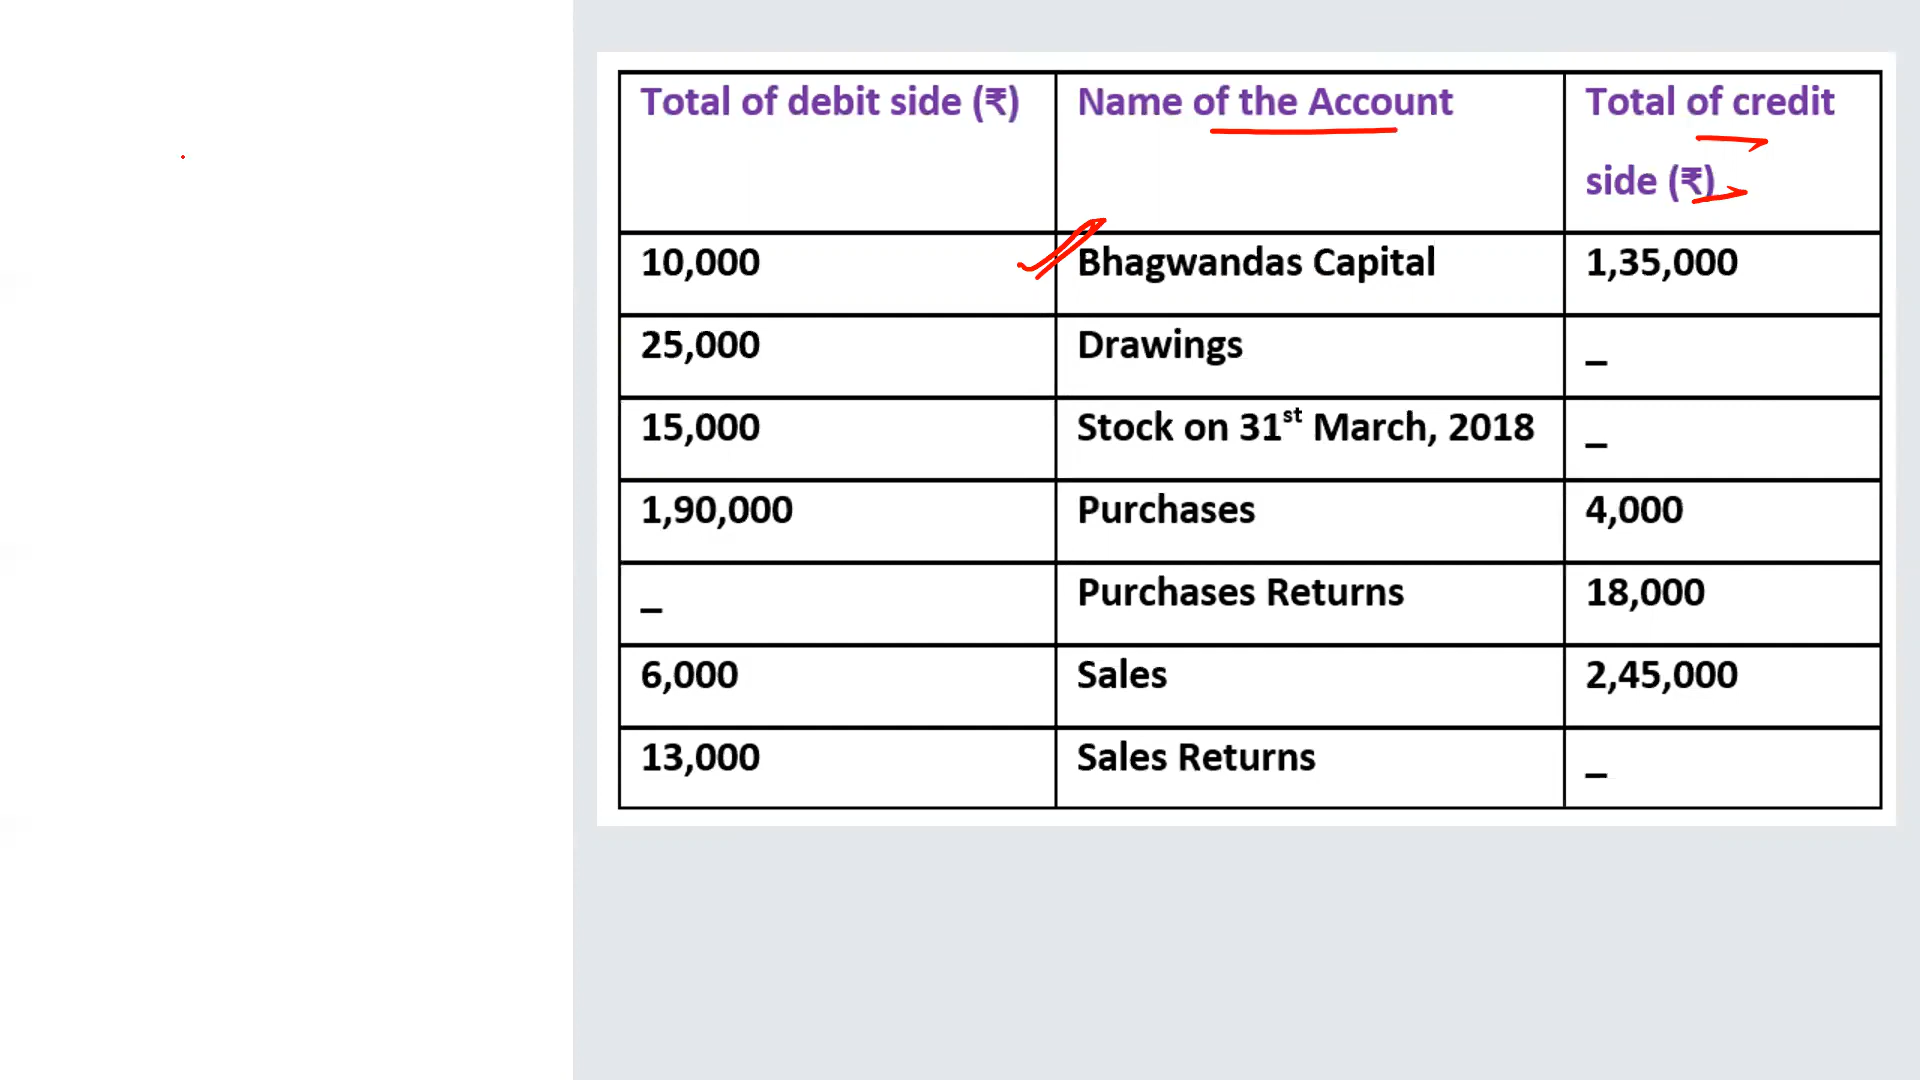 Total of debit side (₹) Name of the Account Total of credit
side (₹)
10,000 Bhagwandas Capital 1,35,000
25,000 Drawings _
15,000 Stock on 31st March, 2018 _
1,90,000 Purchases 4,000
_ Purchases Returns 18,000
6,000 Sales 2,45,000
13,000 Sales Returns _